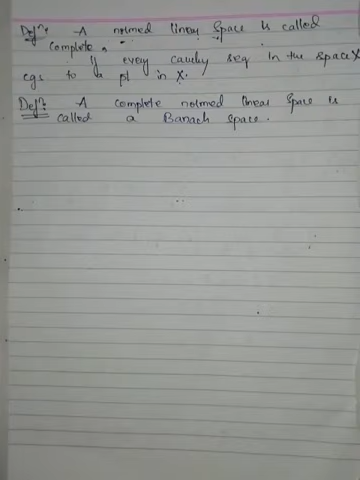 Defn: A normed linear space is called
complete, if every cauchy seq in the space X
cgs to a pt in X.
Defn: A complete normed linear space is
called a Banach space.